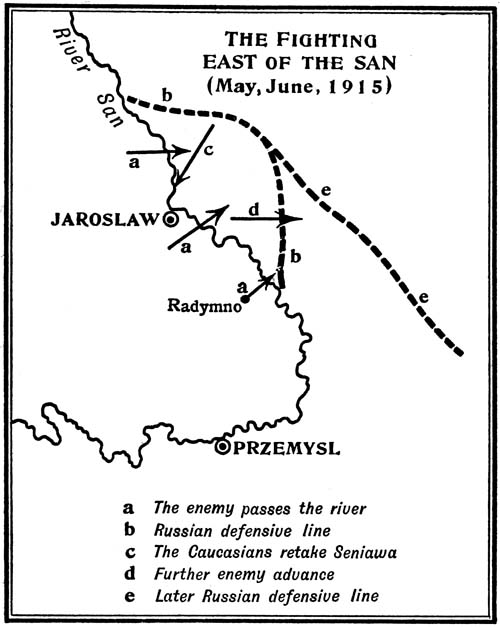 THE FIGHTING
EAST OF THE SAN
(May, June, 1915)
River San
b
a
c
e
JAROSLAW
d
a
b
a
e
Radymno
PRZEMYSL
a The enemy passes the river
b Russian defensive line
c The Caucasians retake Seniawa
d Further enemy advance
e Later Russian defensive line